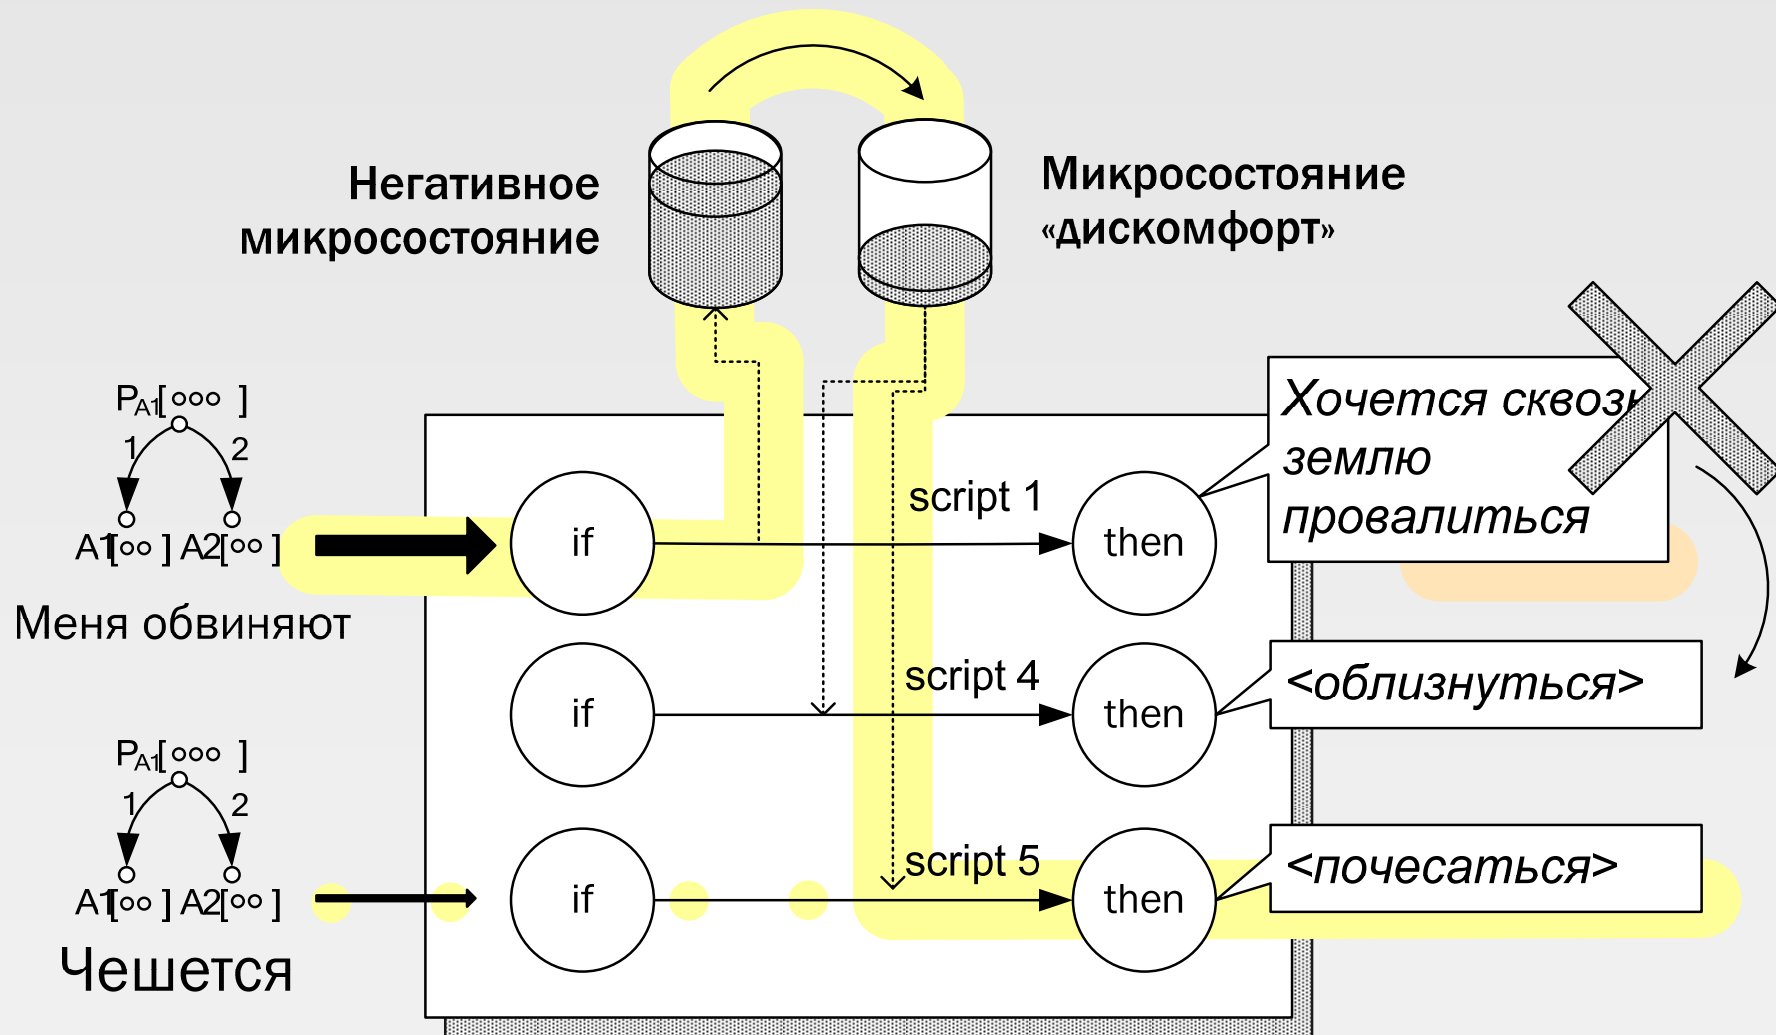 Негативное
микросостояние
Микросостояние
«дискомфорт»
PA1[ooo ]
1 2
A1[oo ] A2[oo ]
Меня обвиняют
if
script 1
then
Хочется сквозь
землю
провалиться
if
script 4
then
<облизнуться>
PA1[ooo ]
1 2
A1[oo ] A2[oo ]
Чешется
if
script 5
then
<почесаться>